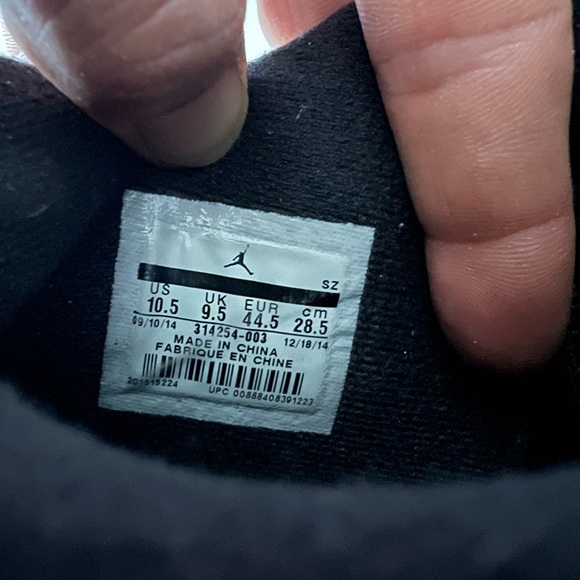 SZ
US UK EUR cm
10.5 9.5 44.5 28.5
09/10/14 314254-003 12/18/14
MADE IN CHINA
FABRIQUE EN CHINE
201515224 UPC 00888408391223